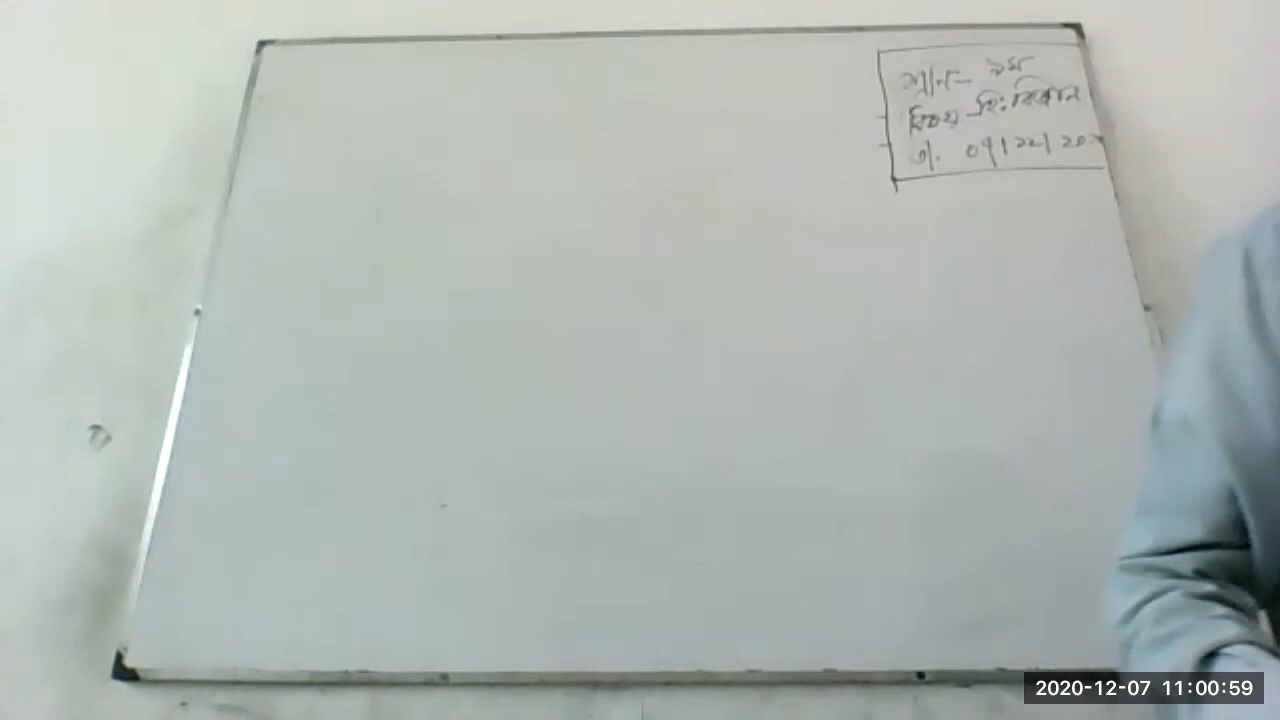 শ্রেণি- ৯ম
বিষয়
তা. ০৭/১২/২০
2020-12-07 11:00:59